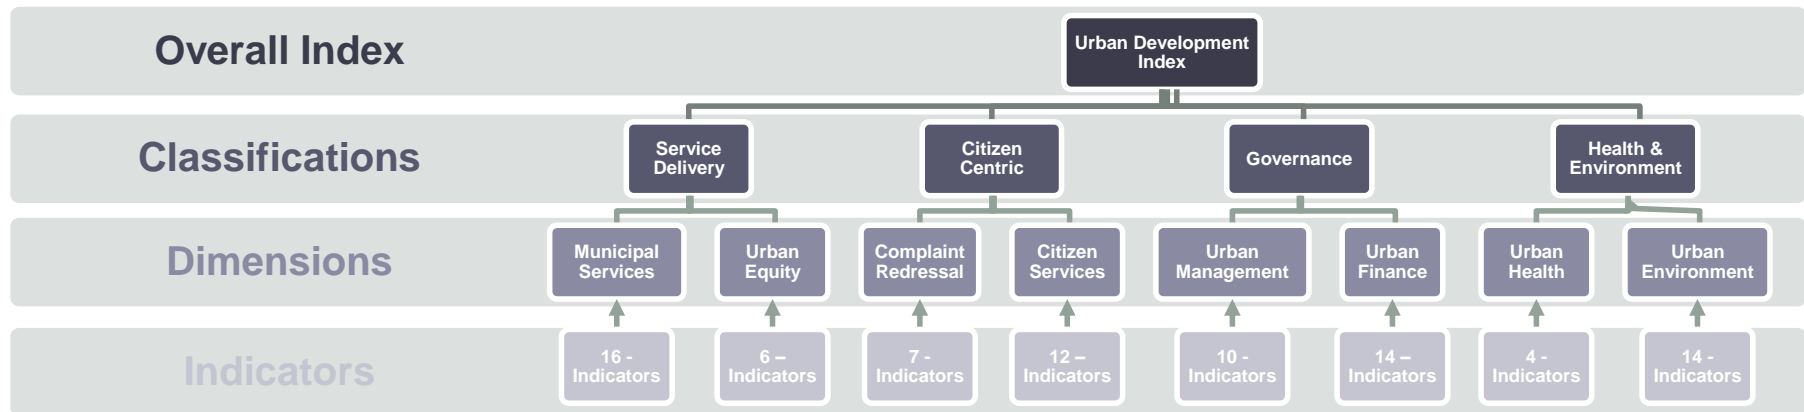 Overall Index
Urban Development
Index
Classifications
Service
Delivery
Citizen
Centric
Governance
Health &
Environment
Dimensions
Municipal
Services
Urban
Equity
Complaint
Redressal
Citizen
Services
Urban
Management
Urban
Finance
Urban
Health
Urban
Environment
Indicators
16 -
Indicators
6 –
Indicators
7 -
Indicators
12 –
Indicators
10 -
Indicators
14 –
Indicators
4 -
Indicators
14 -
Indicators